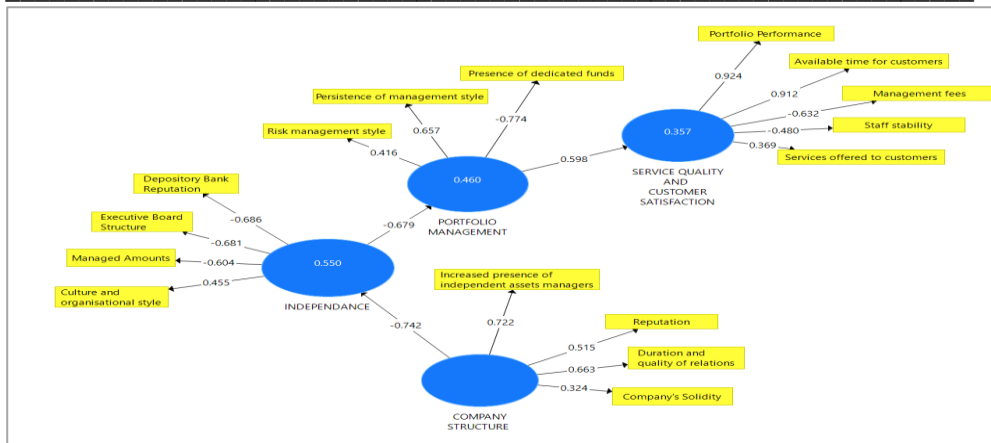 Portfolio Performance
Available time for customers
Presence of dedicated funds
0.924
Management fees
Persistence of management style
0.912
-0.632
Staff stability
-0.774
-0.480
Risk management style
0.657
0.357
0.369
Services offered to customers
0.416
0.598
SERVICE QUALITY
AND
CUSTOMER
SATISFACTION
0.460
Depository Bank
Reputation
-0.686
PORTFOLIO
MANAGEMENT
Executive Board
Structure
-0.679
-0.681
Managed Amounts
-0.604
0.550
0.455
Culture and
organisational style
INDEPENDANCE
Increased presence of
independent assets managers
-0.742
0.722
Reputation
0.515
Duration and
quality of relations
0.663
0.324
Company's Solidity
COMPANY
STRUCTURE